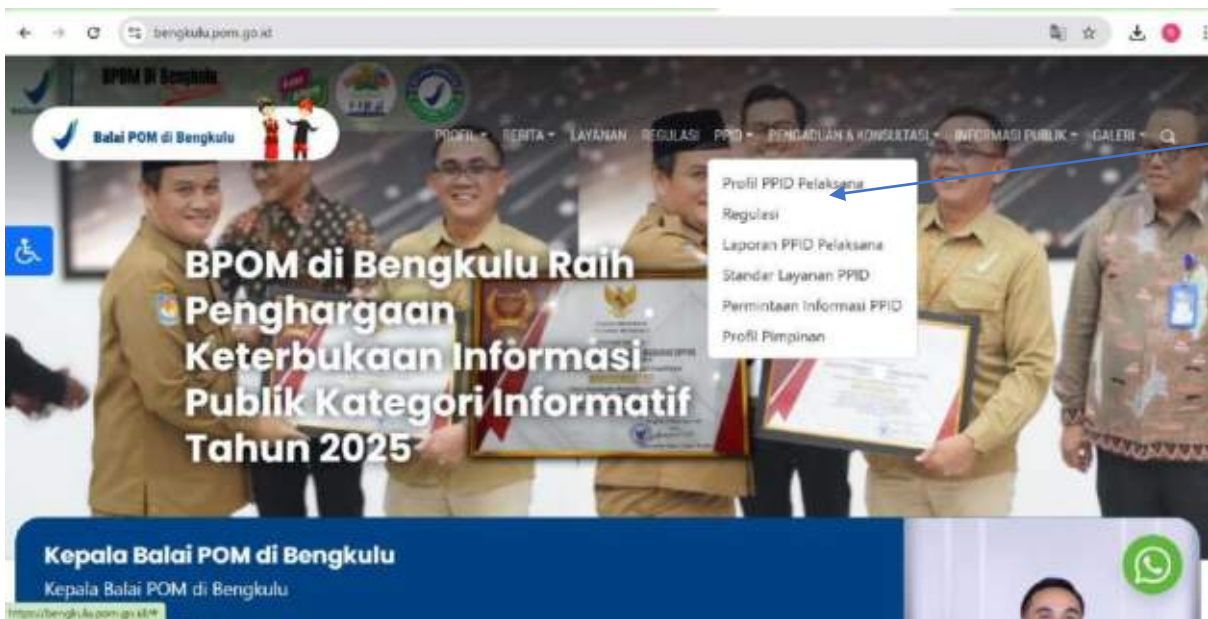 bengkulu.pom.go.id
BPOM Di Bengkulu
Balai POM di Bengkulu
PROFIL BERITA LAYANAN REGULASI PPID PENGADUAN & KONSULTASI INFORMASI PUBLIK GALERI
Profil PPID Pelaksana
Regulasi
Laporan PPID Pelaksana
Standar Layanan PPID
Permintaan Informasi PPID
Profil Pimpinan
BPOM di Bengkulu Raih
Penghargaan
Keterbukaan Informasi
Publik Kategori Informatif
Tahun 2025
Kepala Balai POM di Bengkulu
Kepala Balai POM di Bengkulu
https://bengkulu.pom.go.id/#